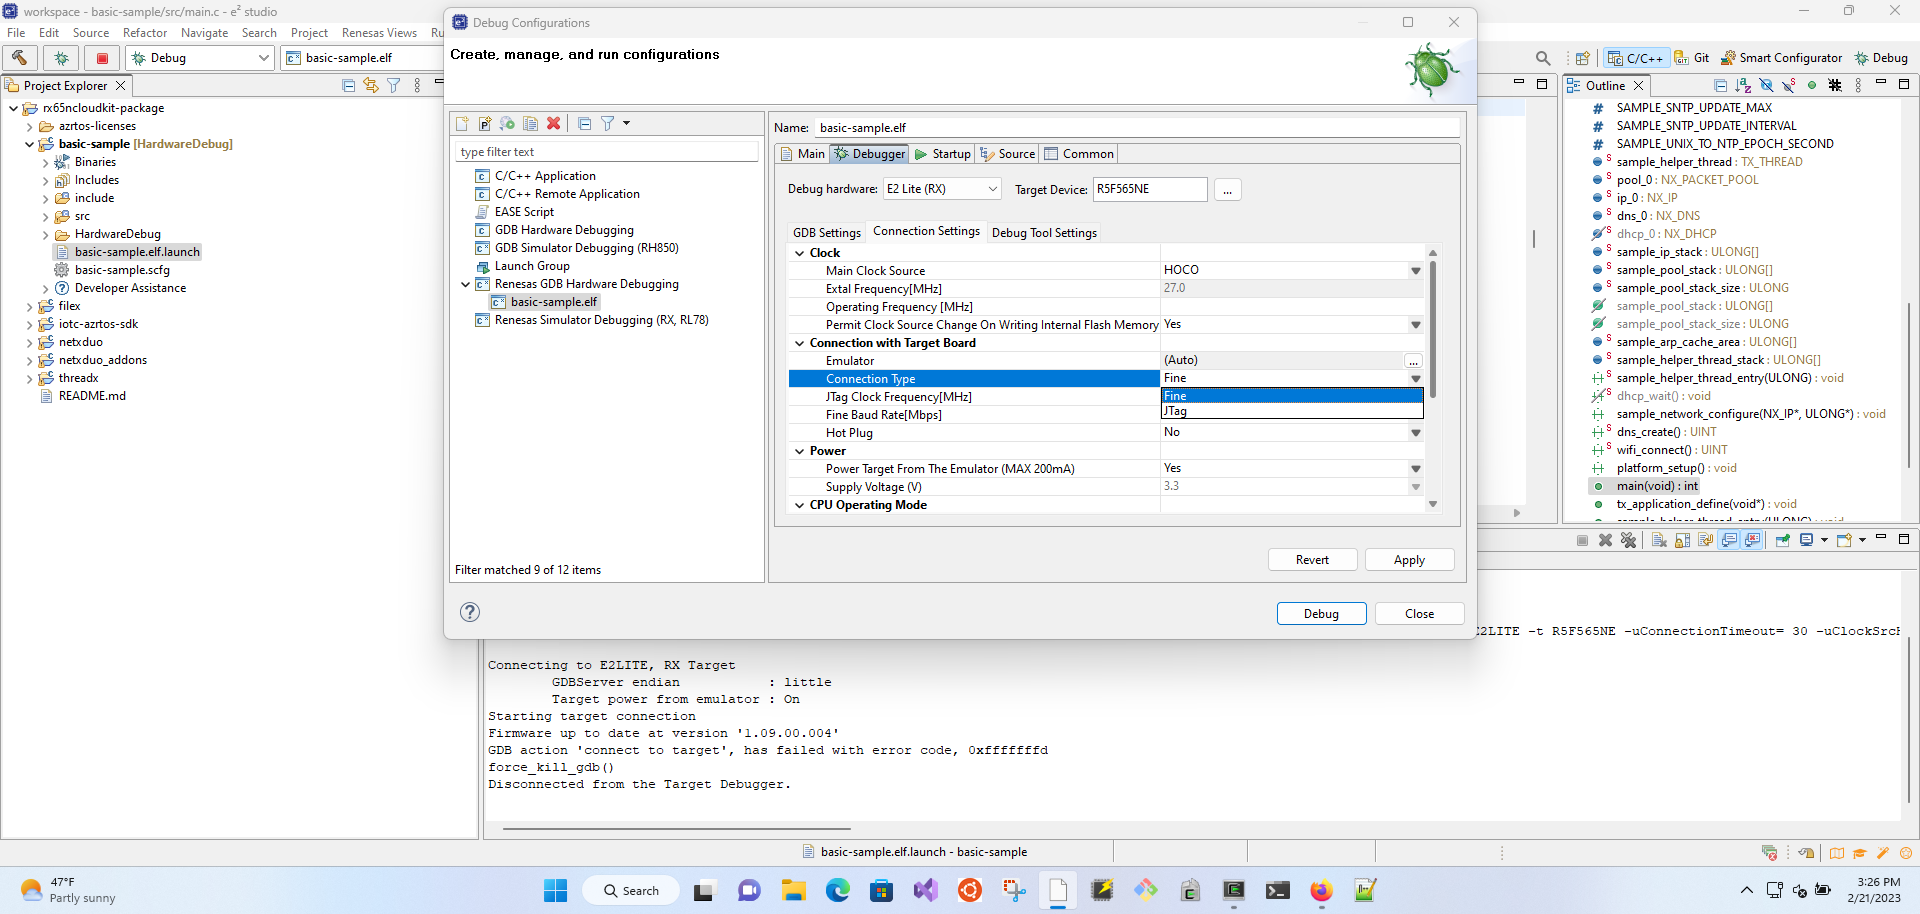 workspace - basic-sample/src/main.c - e² studio
File Edit Source Refactor Navigate Search Project Renesas Views Ru
Debug
basic-sample.elf
C/C++
Git
Smart Configurator
Debug
Project Explorer
rx65ncloudkit-package
azrtos-licenses
basic-sample [HardwareDebug]
Binaries
Includes
include
src
HardwareDebug
basic-sample.elf.launch
basic-sample.scfg
Developer Assistance
filex
iotc-azrtos-sdk
netxduo
netxduo_addons
threadx
README.md
Debug Configurations
Create, manage, and run configurations
type filter text
C/C++ Application
C/C++ Remote Application
EASE Script
GDB Hardware Debugging
GDB Simulator Debugging (RH850)
Launch Group
Renesas GDB Hardware Debugging
basic-sample.elf
Renesas Simulator Debugging (RX, RL78)
Filter matched 9 of 12 items
Name: basic-sample.elf
Main Debugger Startup Source Common
Debug hardware: E2 Lite (RX) Target Device: R5F565NE ...
GDB Settings Connection Settings Debug Tool Settings
Clock
Main Clock Source HOCO
Extal Frequency[MHz] 27.0
Operating Frequency [MHz]
Permit Clock Source Change On Writing Internal Flash Memory Yes
Connection with Target Board
Emulator (Auto) ...
Connection Type Fine
Fine
JTag Clock Frequency[MHz]
JTag
Fine Baud Rate[Mbps]
Hot Plug No
Power
Power Target From The Emulator (MAX 200mA) Yes
Supply Voltage (V) 3.3
CPU Operating Mode
Revert Apply
Debug Close
Outline
SAMPLE_SNTP_UPDATE_MAX
SAMPLE_SNTP_UPDATE_INTERVAL
SAMPLE_UNIX_TO_NTP_EPOCH_SECOND
sample_helper_thread : TX_THREAD
pool_0 : NX_PACKET_POOL
ip_0 : NX_IP
dns_0 : NX_DNS
dhcp_0 : NX_DHCP
sample_ip_stack : ULONG[]
sample_pool_stack : ULONG[]
sample_pool_stack_size : ULONG
sample_pool_stack : ULONG[]
sample_pool_stack_size : ULONG
sample_arp_cache_area : ULONG[]
sample_helper_thread_stack : ULONG[]
sample_helper_thread_entry(ULONG) : void
dhcp_wait() : void
sample_network_configure(NX_IP*, ULONG*) : void
dns_create() : UINT
wifi_connect() : UINT
platform_setup() : void
main(void) : int
tx_application_define(void*) : void
sample_helper_thread_entry(ULONG) : void
E2LITE -t R5F565NE -uConnectionTimeout= 30 -uClockSrcH
Connecting to E2LITE, RX Target
GDBServer endian : little
Target power from emulator : On
Starting target connection
Firmware up to date at version '1.09.00.004'
GDB action 'connect to target', has failed with error code, 0xfffffffd
force_kill_gdb()
Disconnected from the Target Debugger.
basic-sample.elf.launch - basic-sample
47°F
Partly sunny
Search
3:26 PM
2/21/2023